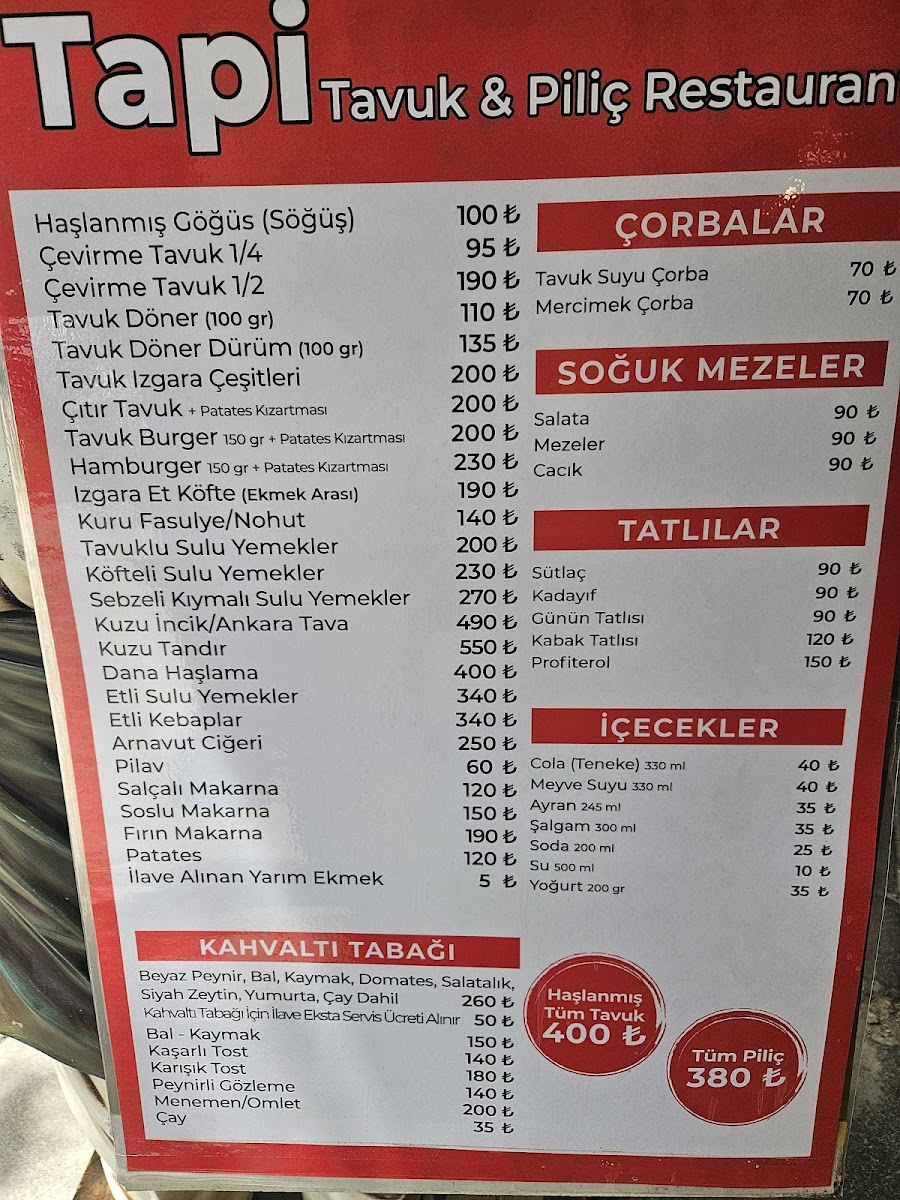 Tapi Tavuk & Piliç Restaurant
Haşlanmış Göğüs (Söğüş) 100 ₺
Çevirme Tavuk 1/4 95 ₺
Çevirme Tavuk 1/2 190 ₺
Tavuk Döner (100 gr) 110 ₺
Tavuk Döner Dürüm (100 gr) 135 ₺
Tavuk Izgara Çeşitleri 200 ₺
Çıtır Tavuk + Patates Kızartması 200 ₺
Tavuk Burger 150 gr + Patates Kızartması 200 ₺
Hamburger 150 gr + Patates Kızartması 230 ₺
Izgara Et Köfte (Ekmek Arası) 190 ₺
Kuru Fasulye/Nohut 140 ₺
Tavuklu Sulu Yemekler 200 ₺
Köfteli Sulu Yemekler 230 ₺
Sebzeli Kıymalı Sulu Yemekler 270 ₺
Kuzu İncik/Ankara Tava 490 ₺
Kuzu Tandır 550 ₺
Dana Haşlama 400 ₺
Etli Sulu Yemekler 340 ₺
Etli Kebaplar 340 ₺
Arnavut Ciğeri 250 ₺
Pilav 60 ₺
Salçalı Makarna 120 ₺
Soslu Makarna 150 ₺
Fırın Makarna 190 ₺
Patates 120 ₺
İlave Alınan Yarım Ekmek 5 ₺
ÇORBALAR
Tavuk Suyu Çorba 70 ₺
Mercimek Çorba 70 ₺
SOĞUK MEZELER
Salata 90 ₺
Mezeler 90 ₺
Cacık 90 ₺
TATLILAR
Sütlaç 90 ₺
Kadayıf 90 ₺
Günün Tatlısı 90 ₺
Kabak Tatlısı 120 ₺
Profiterol 150 ₺
İÇECEKLER
Cola (Teneke) 330 ml 40 ₺
Meyve Suyu 330 ml 40 ₺
Ayran 245 ml 35 ₺
Şalgam 300 ml 35 ₺
Soda 200 ml 25 ₺
Su 500 ml 10 ₺
Yoğurt 200 gr 35 ₺
KAHVALTI TABAĞI
Beyaz Peynir, Bal, Kaymak, Domates, Salatalık,
Siyah Zeytin, Yumurta, Çay Dahil 260 ₺
Kahvaltı Tabağı İçin İlave Eksta Servis Ücreti Alınır 50 ₺
Bal - Kaymak 150 ₺
Kaşarlı Tost 140 ₺
Karışık Tost 180 ₺
Peynirli Gözleme 140 ₺
Menemen/Omlet 200 ₺
Çay 35 ₺
Haşlanmış
Tüm Tavuk
400 ₺
Tüm Piliç
380 ₺